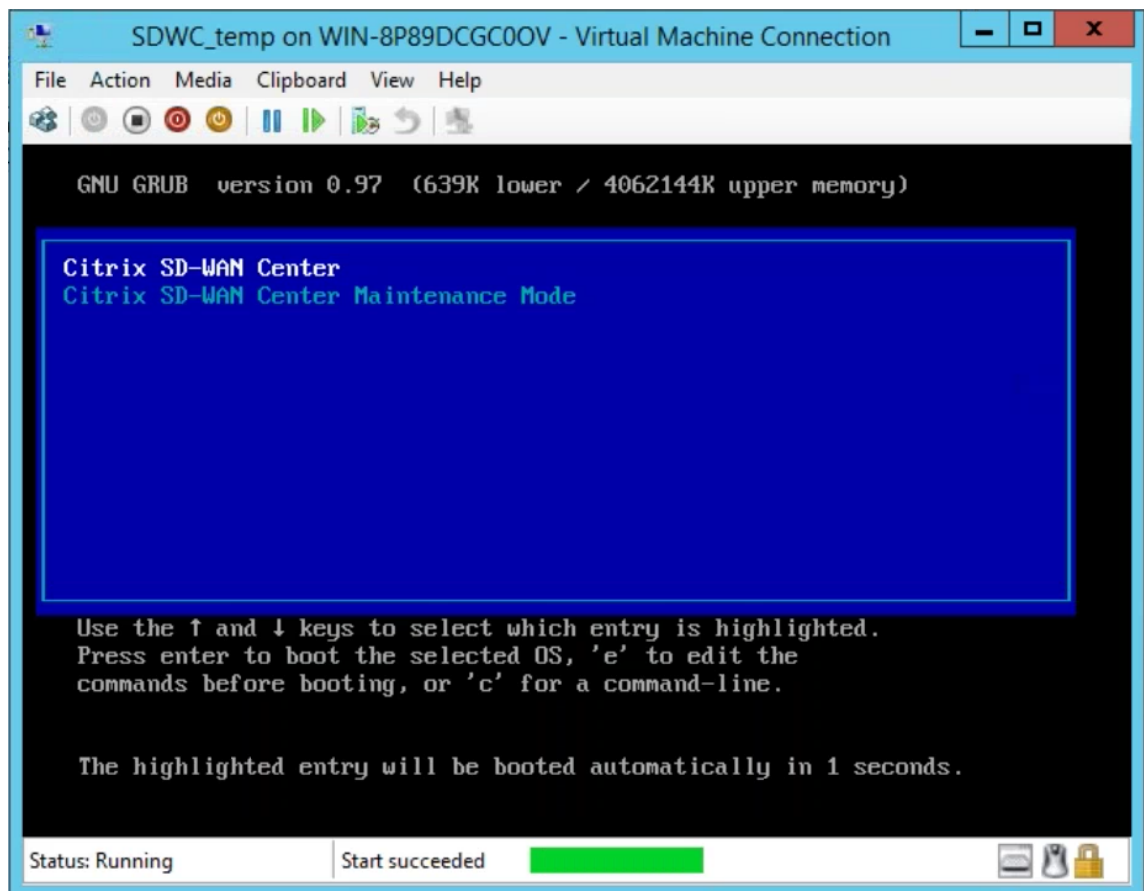 SDWC_temp on WIN-8P89DCGC0OV - Virtual Machine Connection
File Action Media Clipboard View Help
GNU GRUB version 0.97 (639K lower / 4062144K upper memory)
Citrix SD-WAN Center
Citrix SD-WAN Center Maintenance Mode
Use the ↑ and ↓ keys to select which entry is highlighted.
Press enter to boot the selected OS, 'e' to edit the
commands before booting, or 'c' for a command-line.
The highlighted entry will be booted automatically in 1 seconds.
Status: Running Start succeeded